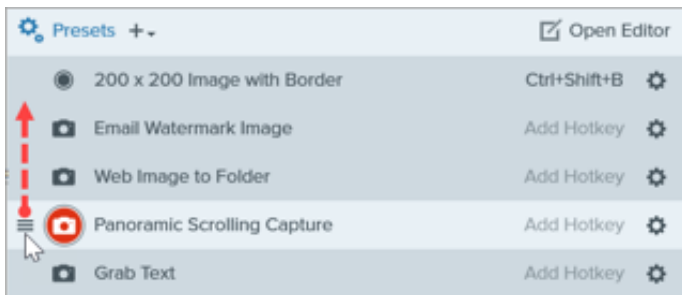 Presets Open Editor
200 x 200 Image with Border Ctrl+Shift+B
Email Watermark Image Add Hotkey
Web Image to Folder Add Hotkey
Panoramic Scrolling Capture Add Hotkey
Grab Text Add Hotkey